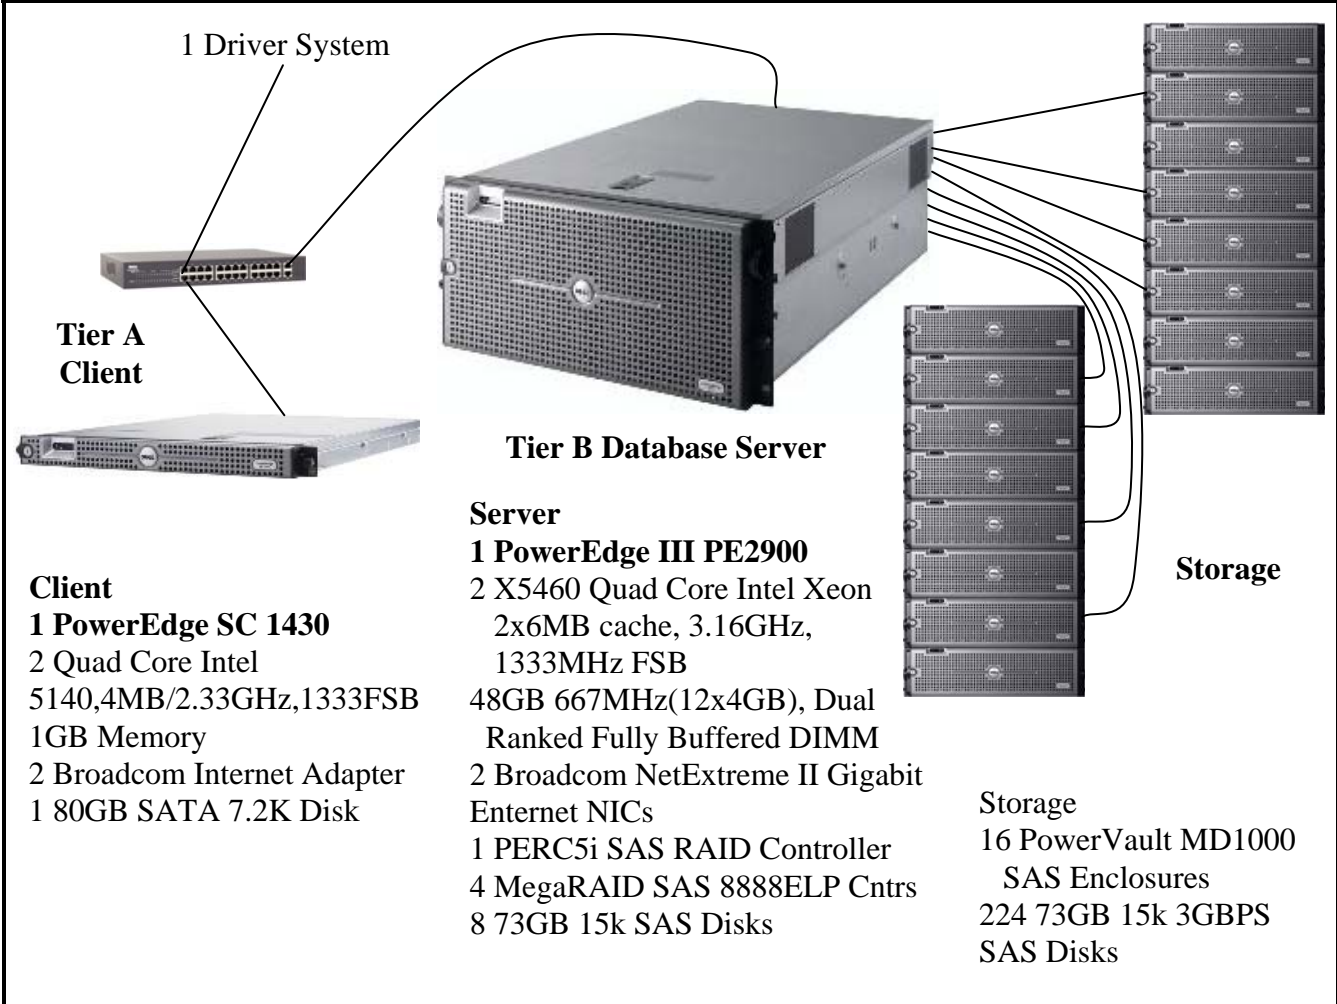 1 Driver System
Tier A
Client
Tier B Database Server
Client
1 PowerEdge SC 1430
2 Quad Core Intel
5140,4MB/2.33GHz,1333FSB
1GB Memory
2 Broadcom Internet Adapter
1 80GB SATA 7.2K Disk
Server
1 PowerEdge III PE2900
2 X5460 Quad Core Intel Xeon
2x6MB cache, 3.16GHz,
1333MHz FSB
48GB 667MHz(12x4GB), Dual
Ranked Fully Buffered DIMM
2 Broadcom NetExtreme II Gigabit
Enternet NICs
1 PERC5i SAS RAID Controller
4 MegaRAID SAS 8888ELP Cntrs
8 73GB 15k SAS Disks
Storage
Storage
16 PowerVault MD1000
SAS Enclosures
224 73GB 15k 3GBPS
SAS Disks